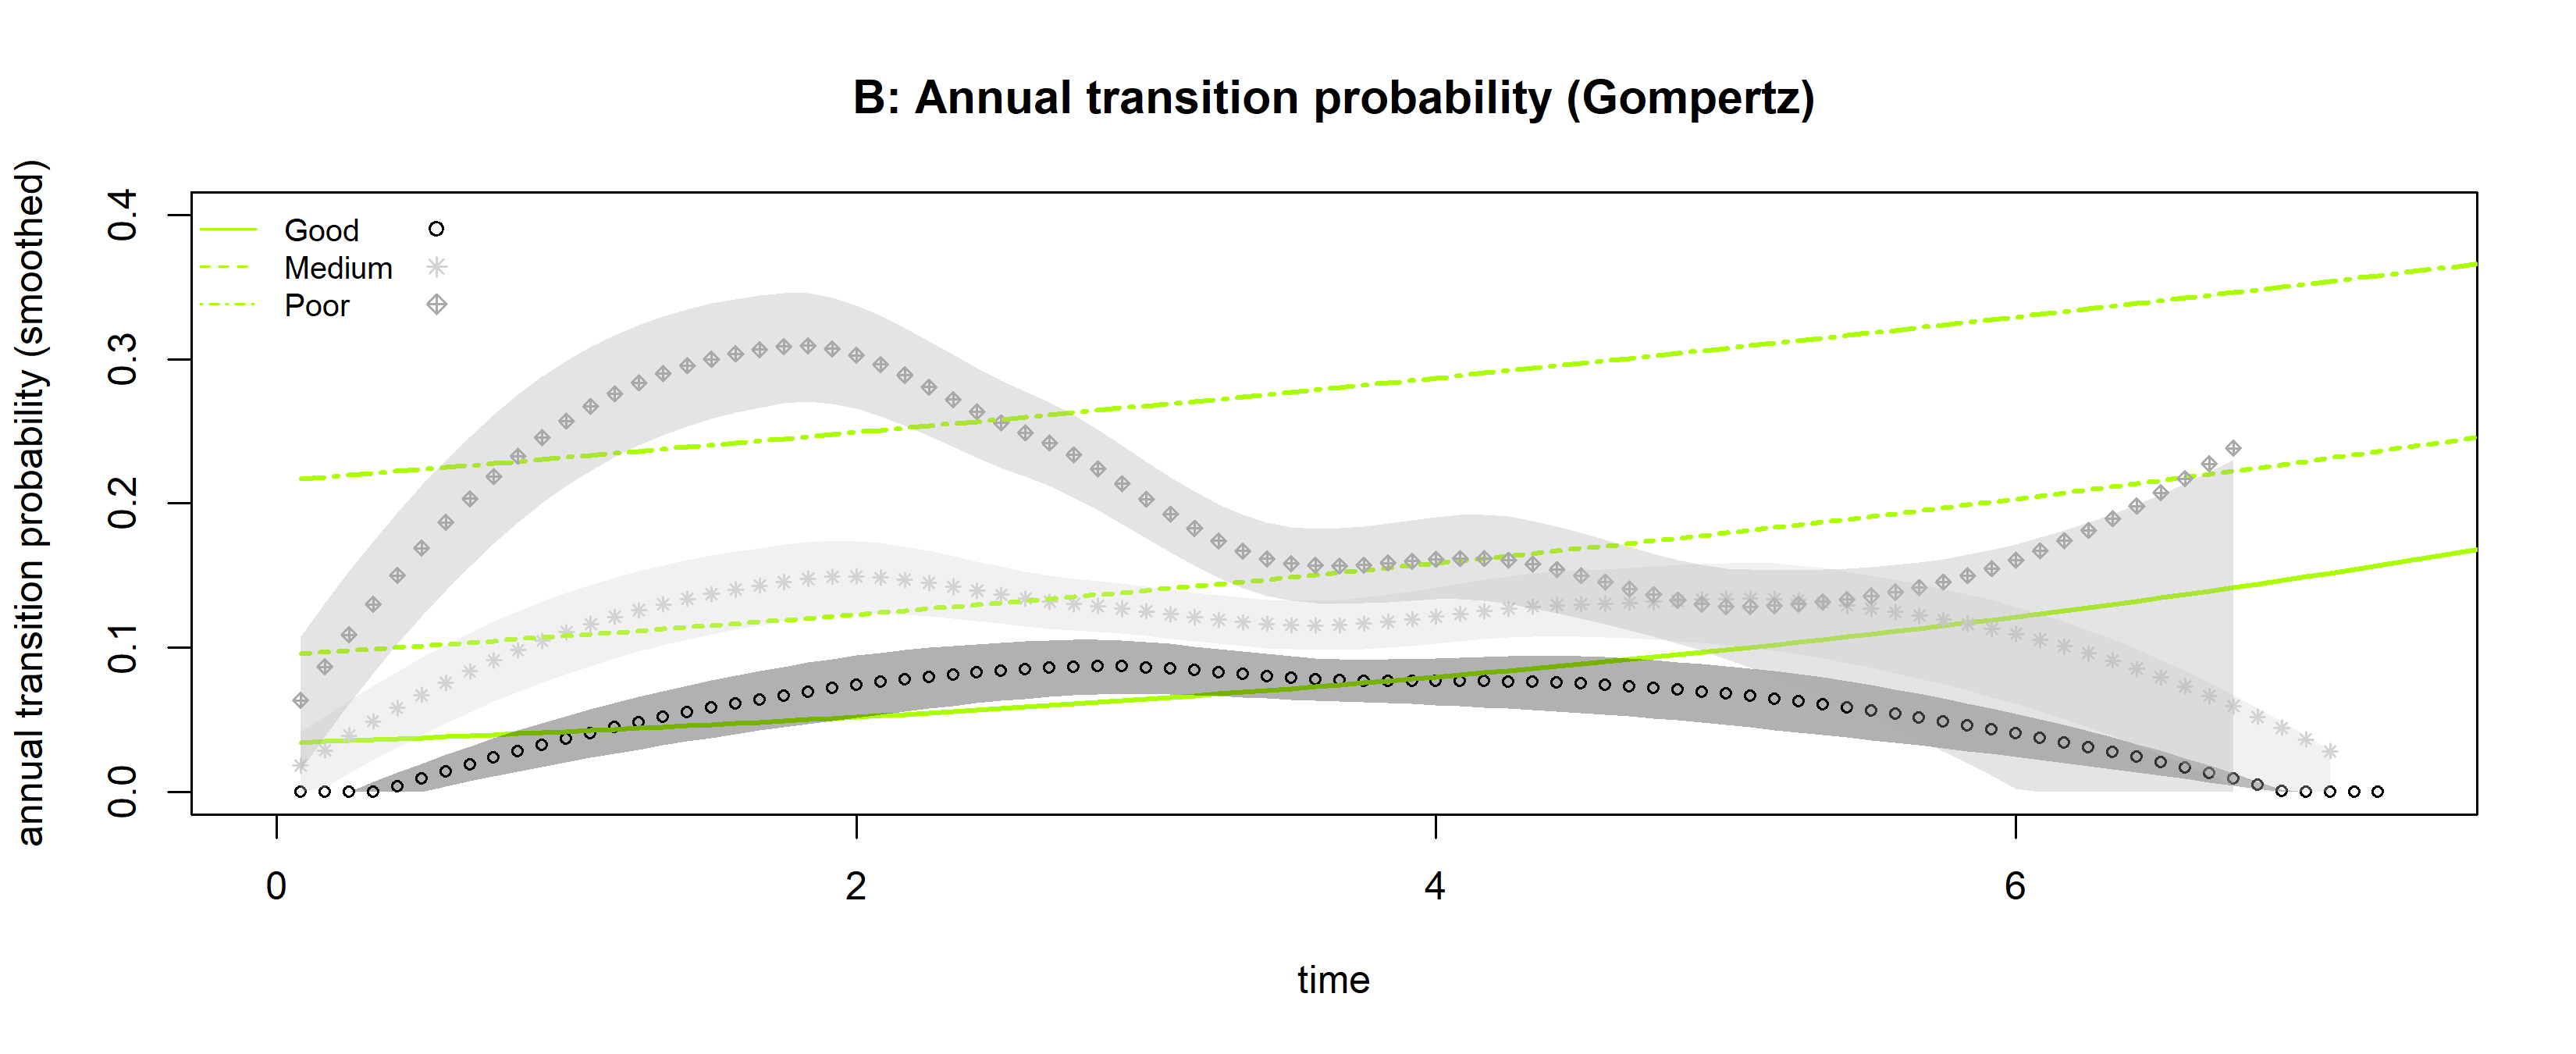 B: Annual transition probability (Gompertz)
annual transition probability (smoothed)
0.4
0.3
0.2
0.1
0.0
Good
Medium
Poor
0 2 4 6
time